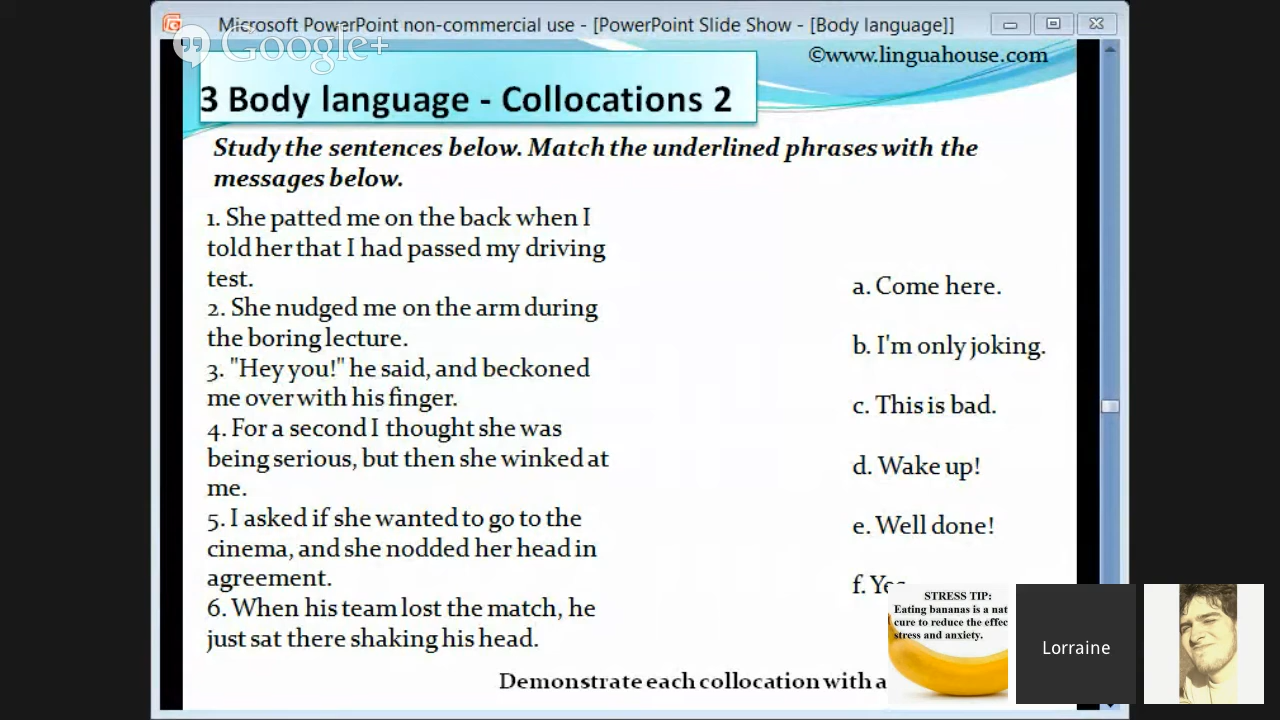 Microsoft PowerPoint non-commercial use - [PowerPoint Slide Show - [Body language]]
Google+
©www.linguahouse.com
3 Body language - Collocations 2
Study the sentences below. Match the underlined phrases with the
messages below.
1. She patted me on the back when I
told her that I had passed my driving
test.
2. She nudged me on the arm during
the boring lecture.
3. "Hey you!" he said, and beckoned
me over with his finger.
4. For a second I thought she was
being serious, but then she winked at
me.
5. I asked if she wanted to go to the
cinema, and she nodded her head in
agreement.
6. When his team lost the match, he
just sat there shaking his head.
a. Come here.
b. I'm only joking.
c. This is bad.
d. Wake up!
e. Well done!
f. Yes
Demonstrate each collocation with a
STRESS TIP:
Eating bananas is a nat
cure to reduce the effec
stress and anxiety.
Lorraine